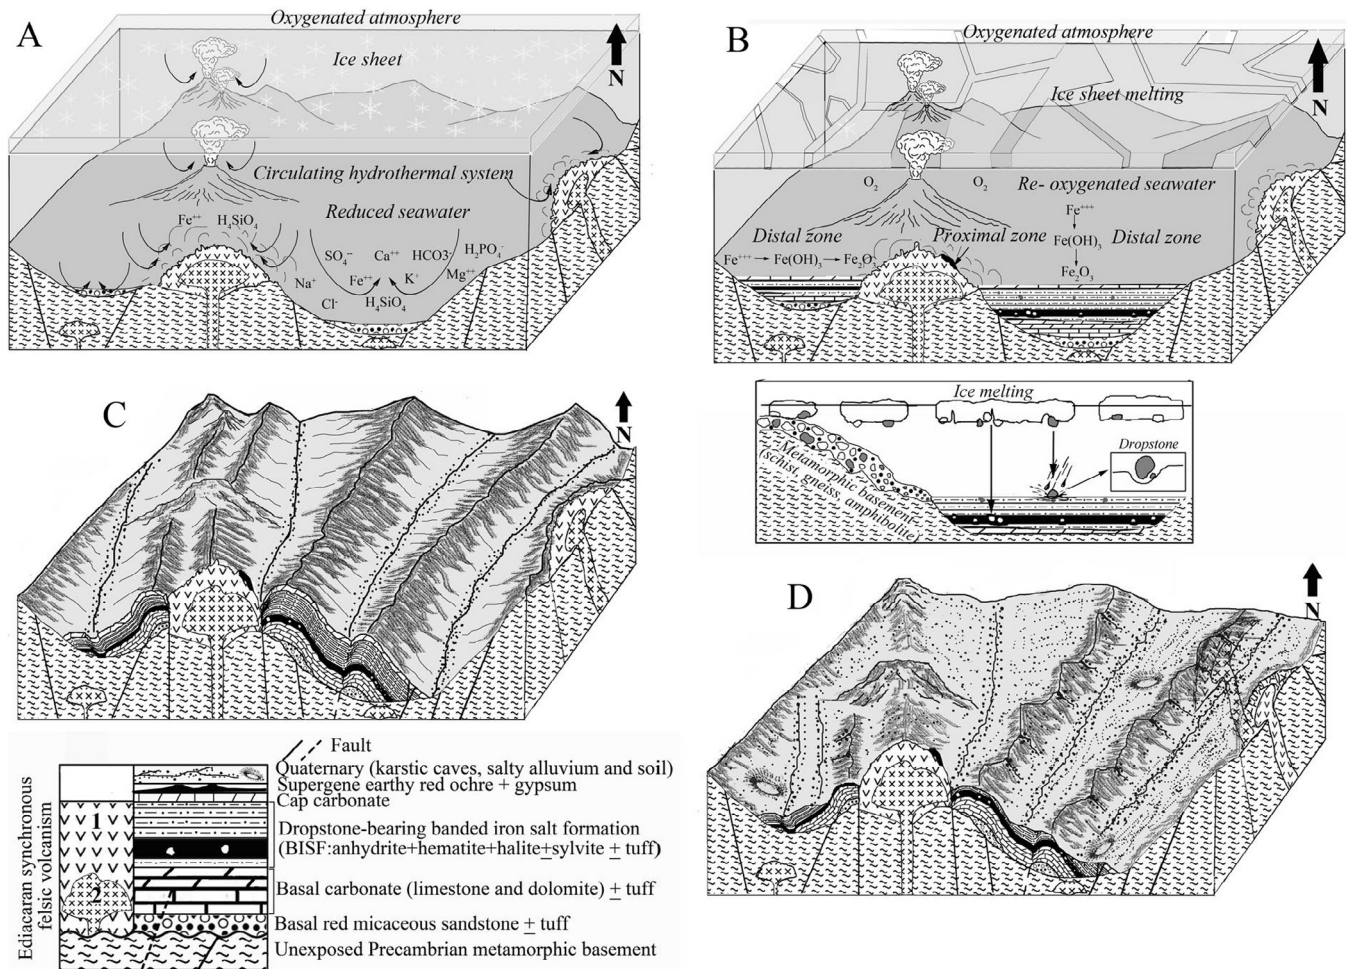 A
Oxygenated atmosphere
Ice sheet
N
Circulating hydrothermal system
Reduced seawater
Fe⁺⁺
H₄SiO₄
SO₄⁻⁻
Ca⁺⁺
HCO3⁻
H₂PO₄⁻
Fe⁺⁺
K⁺
Mg⁺⁺
Na⁺
Cl⁻
H₄SiO₄
B
Oxygenated atmosphere
Ice sheet melting
N
O₂
O₂
Re- oxygenated seawater
Fe⁺⁺⁺
Fe(OH)₃
Fe₂O₃
Distal zone
Proximal zone
Distal zone
Fe⁺⁺⁺ → Fe(OH)₃ → Fe₂O₃
Ice melting
Dropstone
Metamorphic basement
(schist, gneiss, amphibolite)
C
N
D
N
Fault
Quaternary (karstic caves, salty alluvium and soil)
Supergene earthy red ochre + gypsum
Cap carbonate
Dropstone-bearing banded iron salt formation
(BISF:anhydrite+hematite+halite±sylvite ± tuff)
Basal carbonate (limestone and dolomite) ± tuff
Basal red micaceous sandstone ± tuff
Unexposed Precambrian metamorphic basement
Ediacaran synchronous
felsic volcanism
1
2